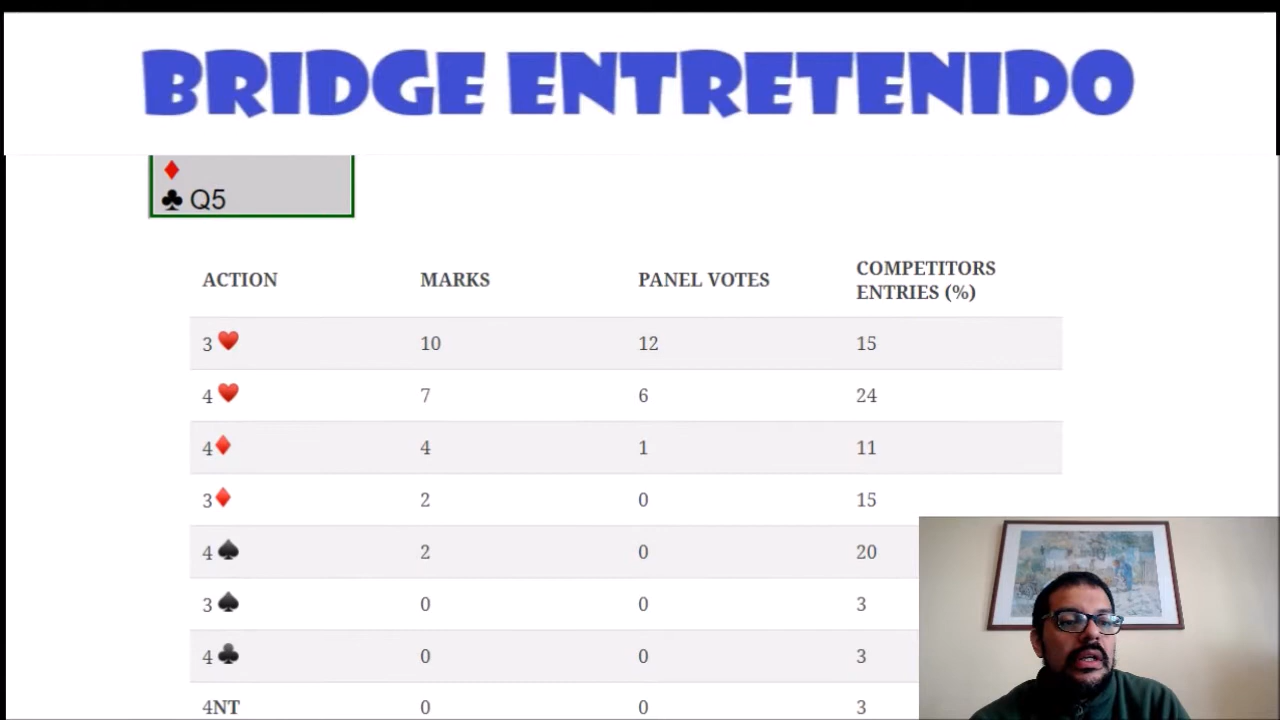 BRIDGE ENTRETENIDO
♦
♣ Q5
ACTION MARKS PANEL VOTES COMPETITORS ENTRIES (%)
3 ♥ 10 12 15
4 ♥ 7 6 24
4 ♦ 4 1 11
3 ♦ 2 0 15
4 ♠ 2 0 20
3 ♠ 0 0 3
4 ♣ 0 0 3
4NT 0 0 3